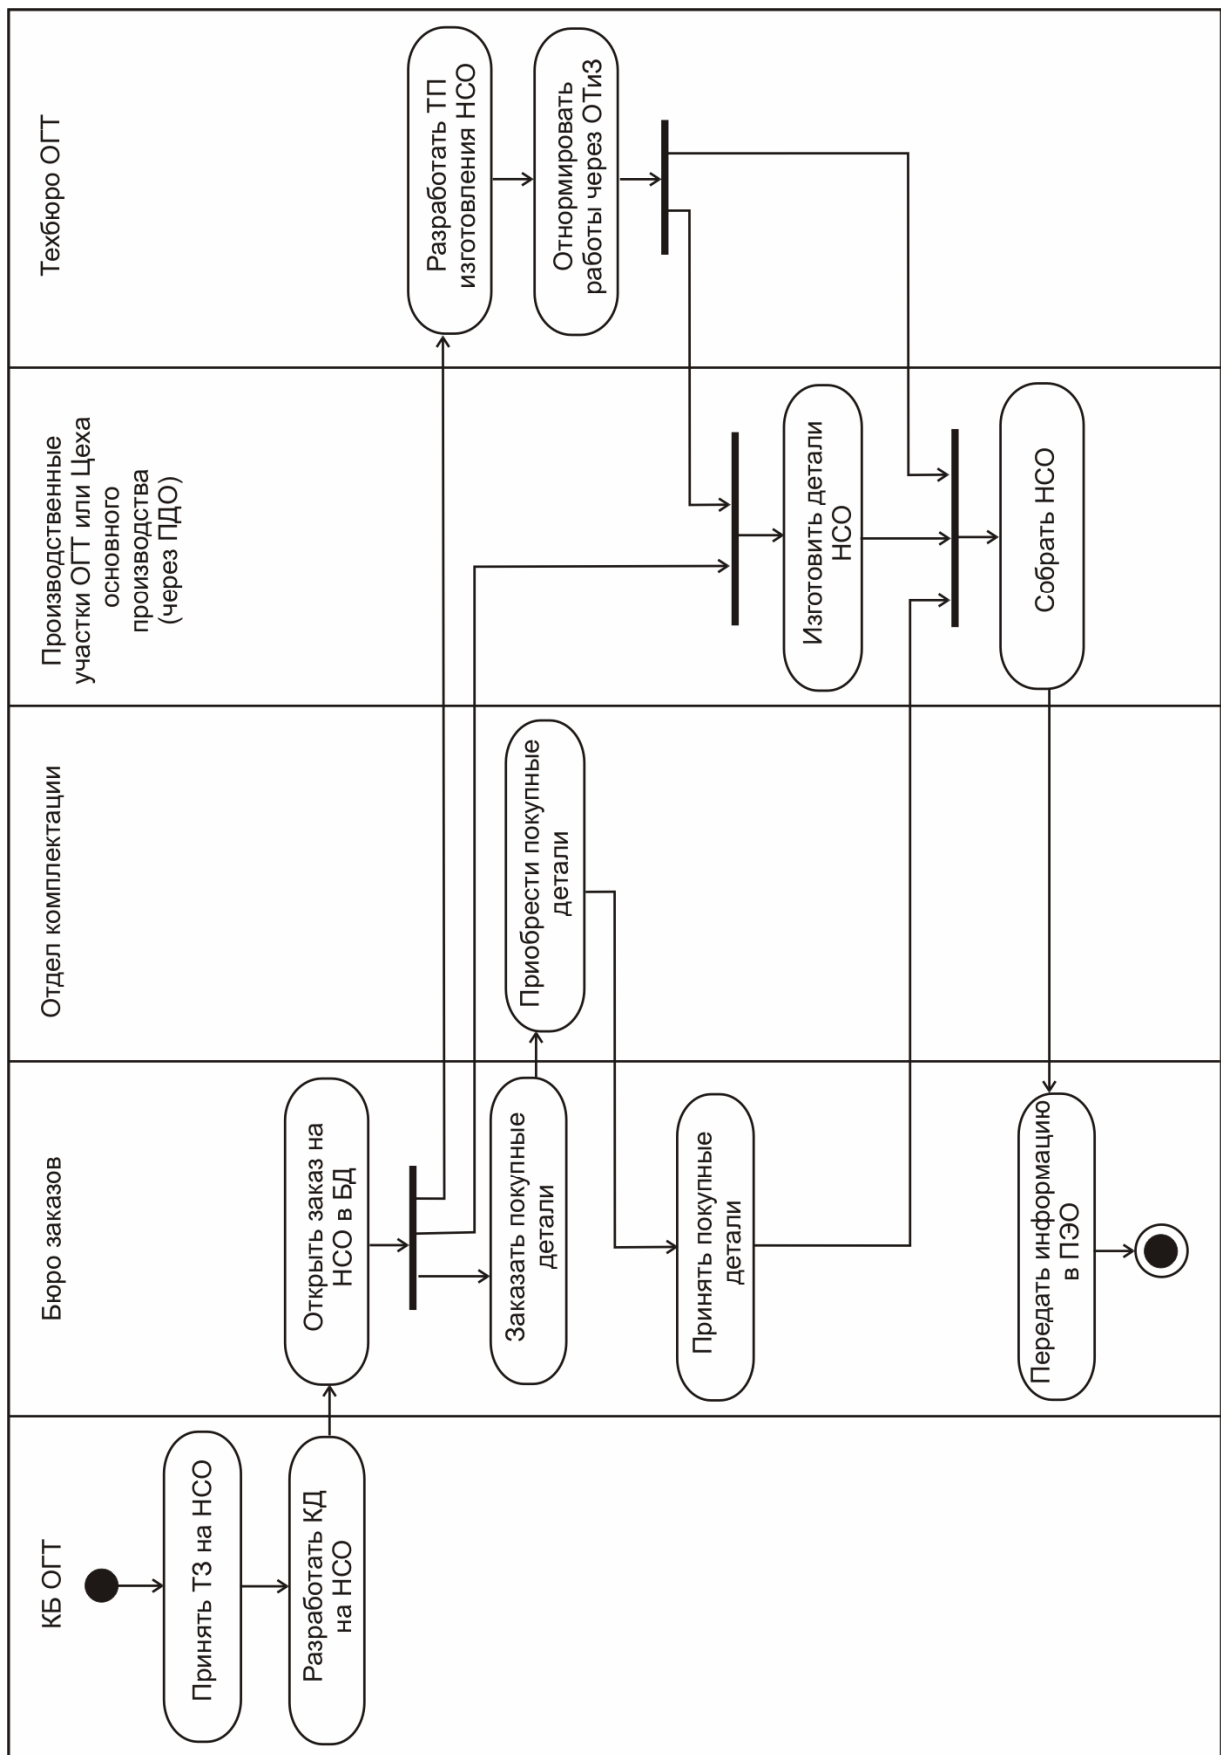 КБ ОГТ
Бюро заказов
Отдел комплектации
Производственные
участки ОГТ или Цеха
основного
производства
(через ПДО)
Техбюро ОГТ
Принять ТЗ на НСО
Разработать КД
на НСО
Открыть заказ на
НСО в БД
Заказать покупные
детали
Приобрести покупные
детали
Принять покупные
детали
Разработать ТП
изготовления НСО
Отнормировать
работы через ОТиЗ
Изготовить детали
НСО
Собрать НСО
Передать информацию
в ПЭО